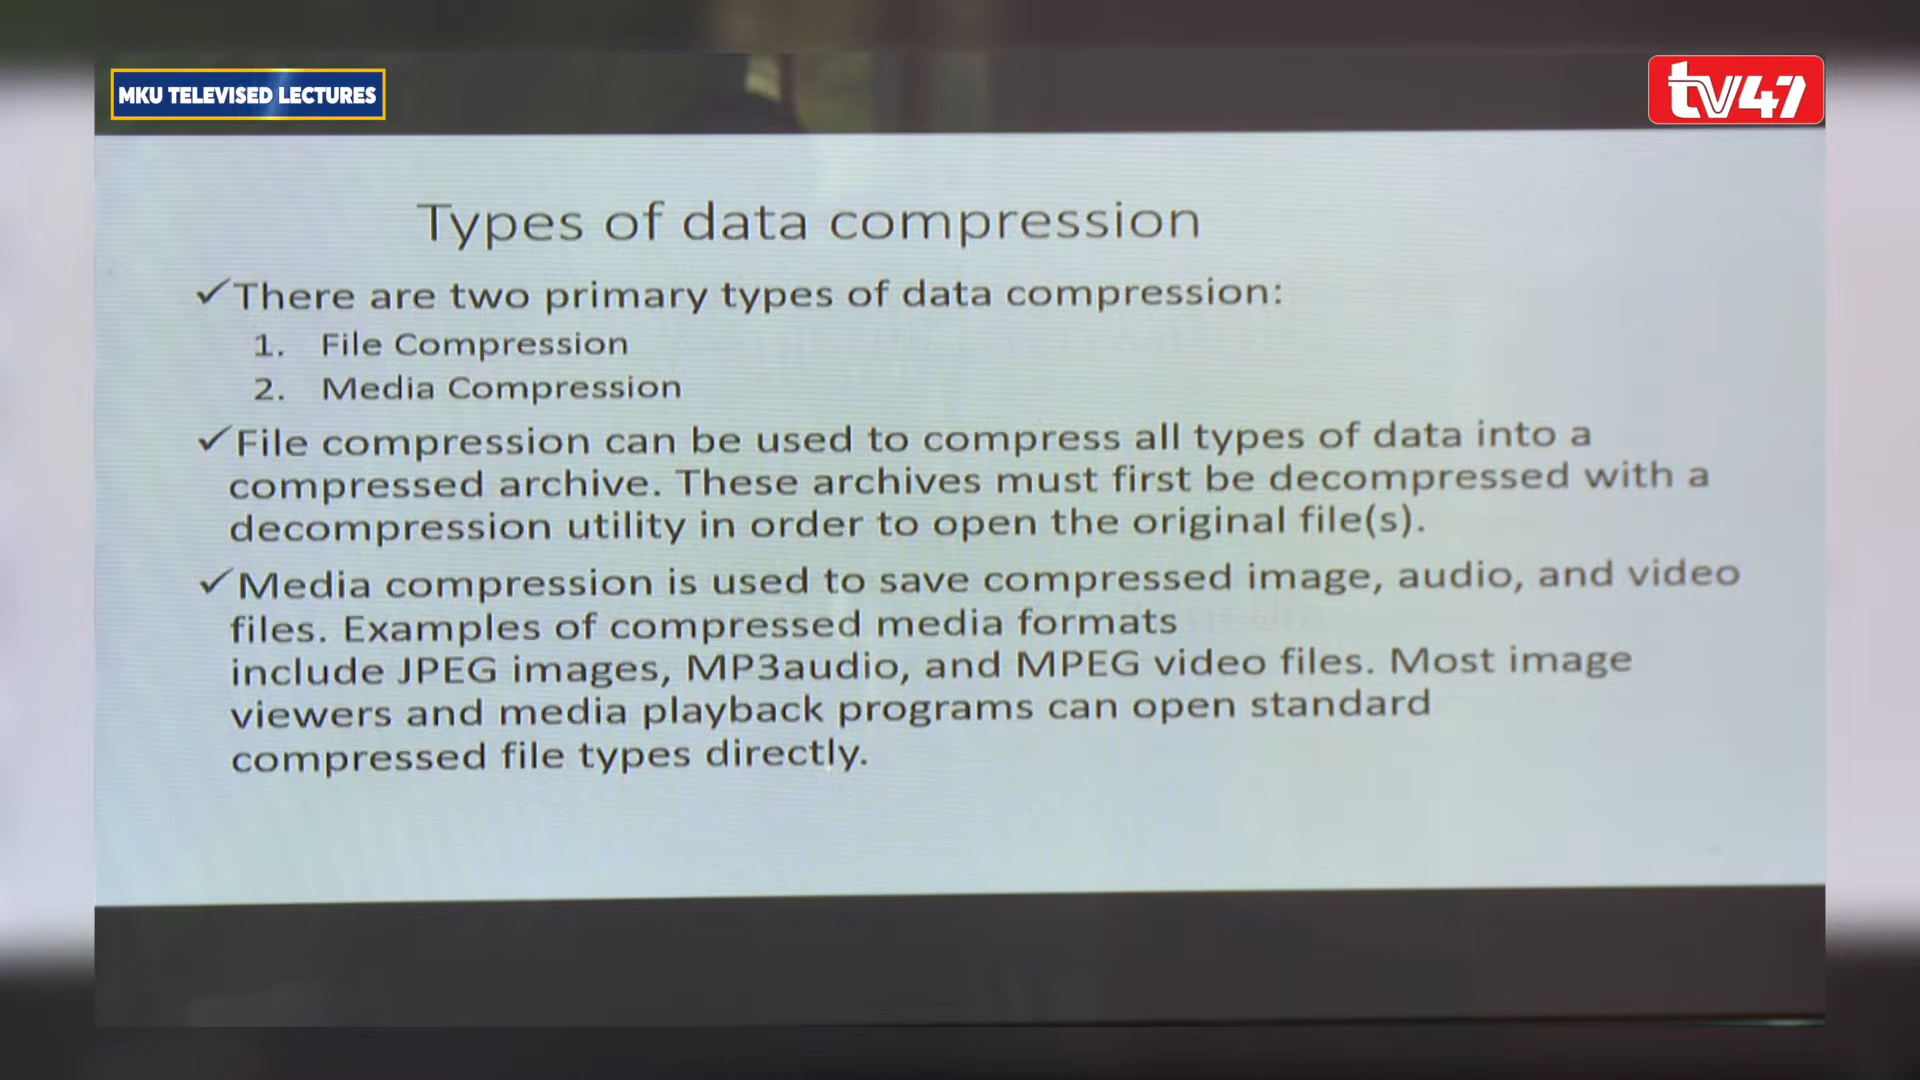 MKU TELEVISED LECTURES
tv47
Types of data compression
✓There are two primary types of data compression:
1. File Compression
2. Media Compression
✓File compression can be used to compress all types of data into a
compressed archive. These archives must first be decompressed with a
decompression utility in order to open the original file(s).
✓Media compression is used to save compressed image, audio, and video
files. Examples of compressed media formats
include JPEG images, MP3audio, and MPEG video files. Most image
viewers and media playback programs can open standard
compressed file types directly.